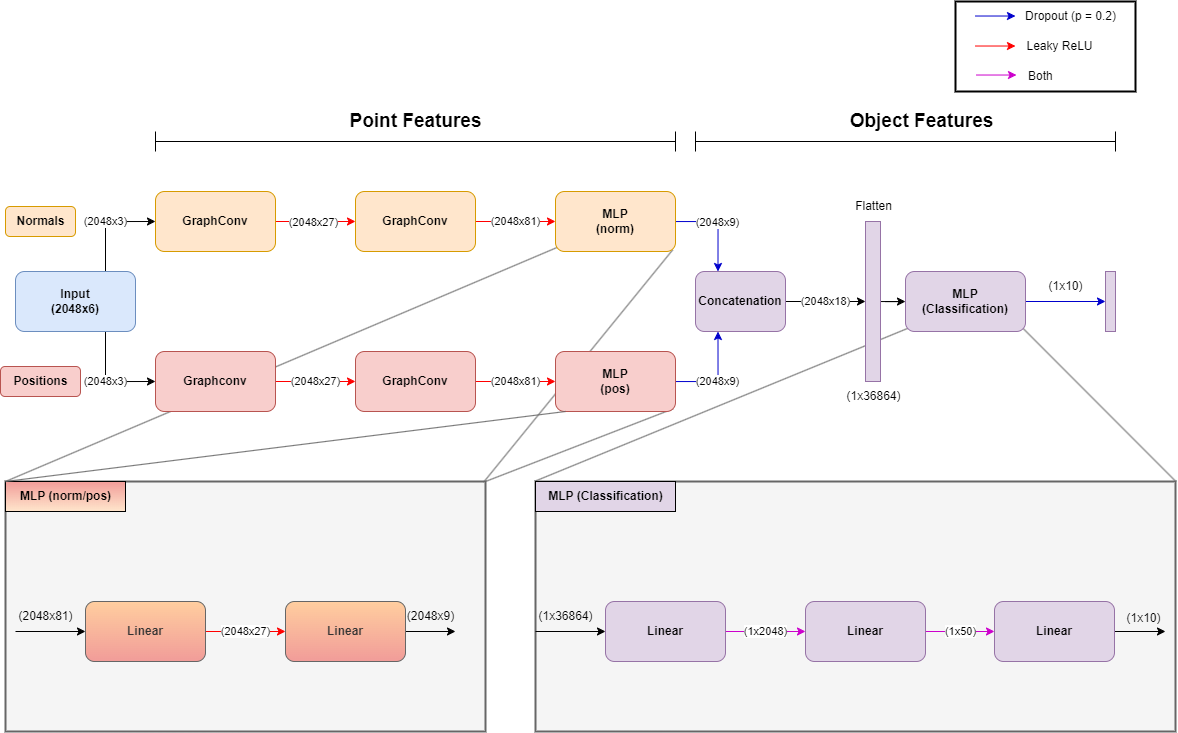 Dropout (p = 0.2)
Leaky ReLU
Both
Point Features
Object Features
Normals
(2048x3)
GraphConv
(2048x27)
GraphConv
(2048x81)
MLP
(norm)
(2048x9)
Flatten
Input
(2048x6)
Concatenation
(2048x18)
MLP
(Classification)
(1x10)
Positions
(2048x3)
Graphconv
(2048x27)
GraphConv
(2048x81)
MLP
(pos)
(2048x9)
(1x36864)
MLP (norm/pos)
(2048x81)
Linear
(2048x27)
Linear
(2048x9)
MLP (Classification)
(1x36864)
Linear
(1x2048)
Linear
(1x50)
Linear
(1x10)